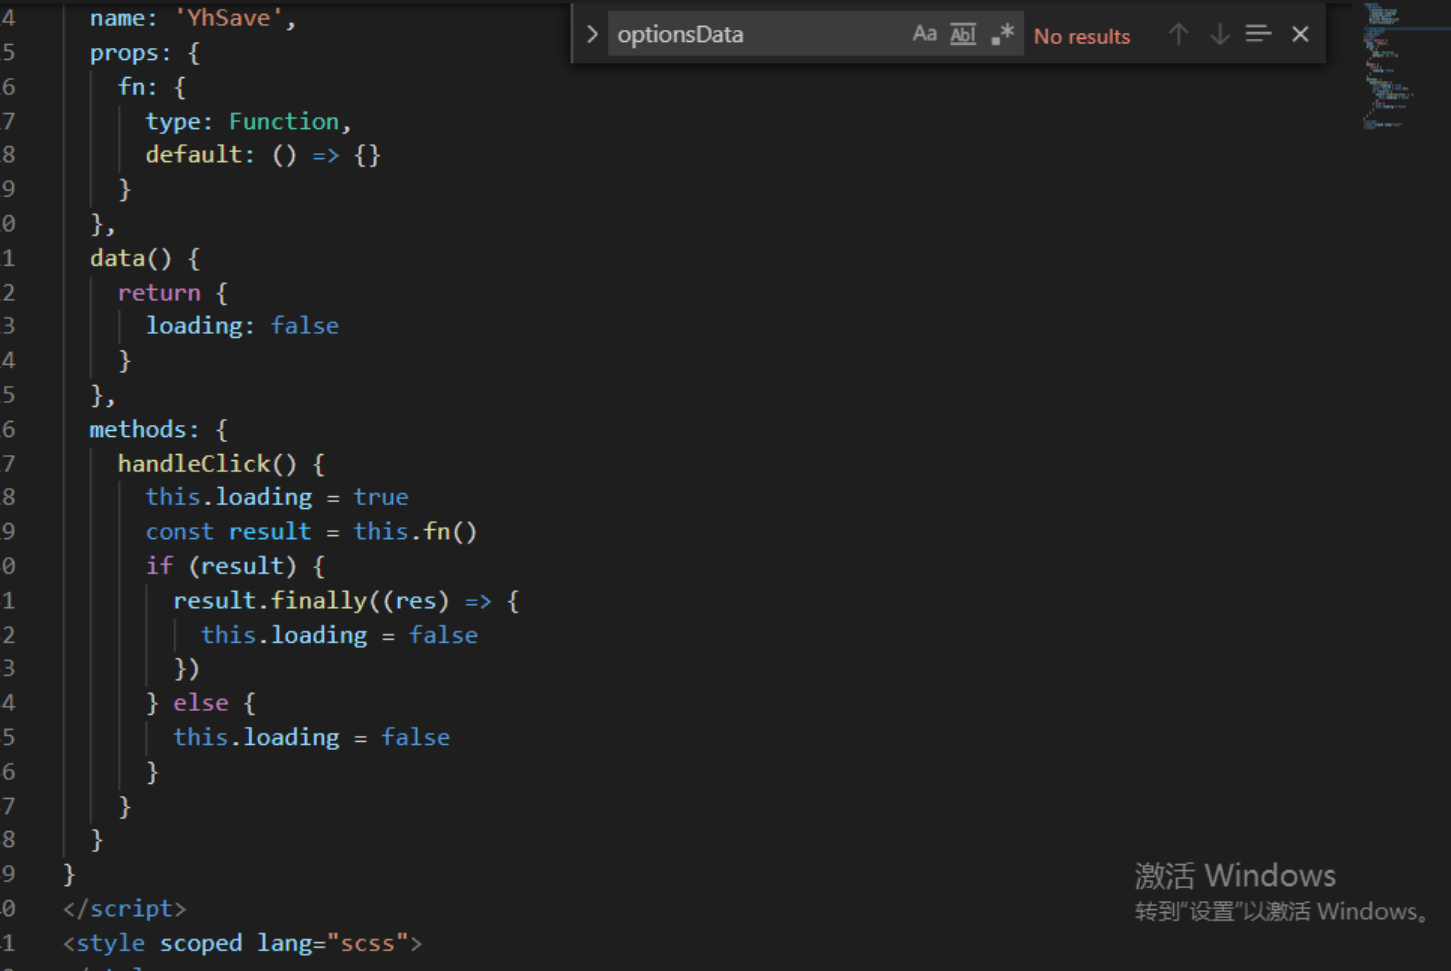 4 name: 'YhSave',
optionsData Aa Abl .* No results
5 props: {
6 fn: {
7 type: Function,
8 default: () => {}
9 }
0 },
1 data() {
2 return {
3 loading: false
4 }
5 },
6 methods: {
7 handleClick() {
8 this.loading = true
9 const result = this.fn()
0 if (result) {
1 result.finally((res) => {
2 this.loading = false
3 })
4 } else {
5 this.loading = false
6 }
7 }
8 }
9 }
0 </script>
1 <style scoped lang="scss">
激活 Windows
转到“设置”以激活 Windows。